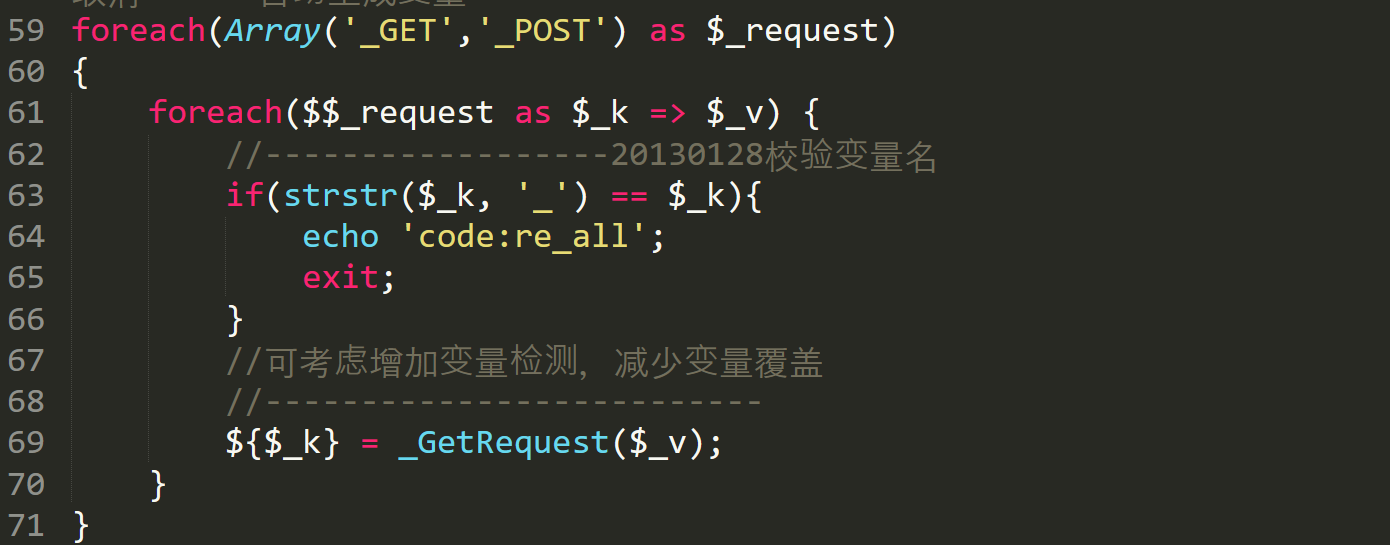 59 foreach(Array('_GET','_POST') as $_request)
60 {
61 foreach($$_request as $_k => $_v) {
62 //------------------20130128校验变量名
63 if(strstr($_k, '_') == $_k){
64 echo 'code:re_all';
65 exit;
66 }
67 //可考虑增加变量检测，减少变量覆盖
68 //--------------------------
69 ${$_k} = _GetRequest($_v);
70 }
71 }